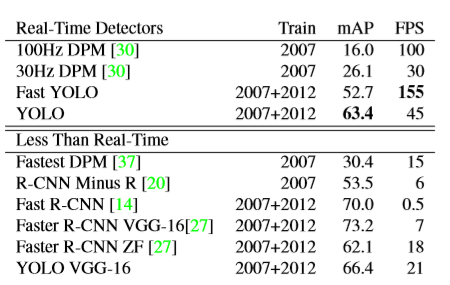 Real-Time Detectors Train mAP FPS
100Hz DPM [30] 2007 16.0 100
30Hz DPM [30] 2007 26.1 30
Fast YOLO 2007+2012 52.7 155
YOLO 2007+2012 63.4 45
Less Than Real-Time
Fastest DPM [37] 2007 30.4 15
R-CNN Minus R [20] 2007 53.5 6
Fast R-CNN [14] 2007+2012 70.0 0.5
Faster R-CNN VGG-16[27] 2007+2012 73.2 7
Faster R-CNN ZF [27] 2007+2012 62.1 18
YOLO VGG-16 2007+2012 66.4 21